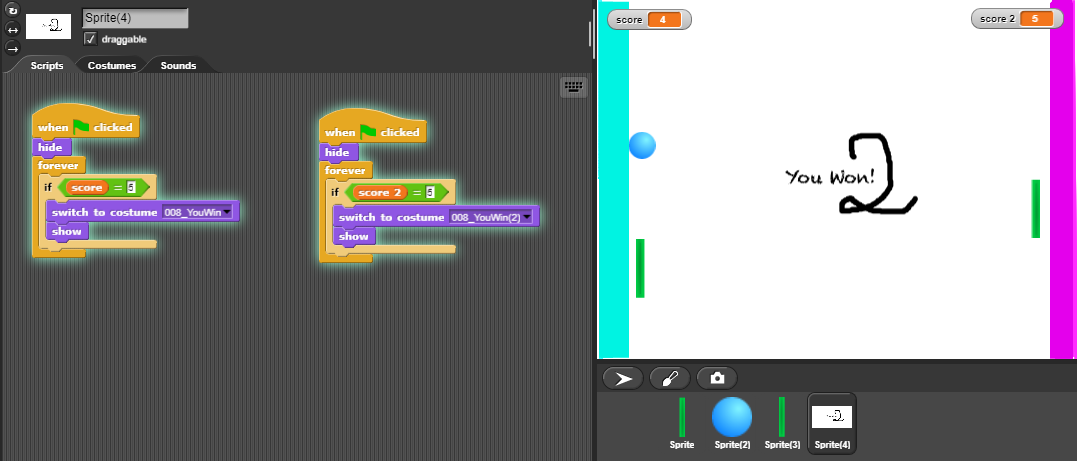 Sprite(4)
draggable
Scripts Costumes Sounds
when clicked
hide
forever
if score = 5
switch to costume 008_YouWin
show
when clicked
hide
forever
if score 2 = 5
switch to costume 008_YouWin(2)
show
score 4
score 2 5
You Won! 2
Sprite Sprite(2) Sprite(3) Sprite(4)